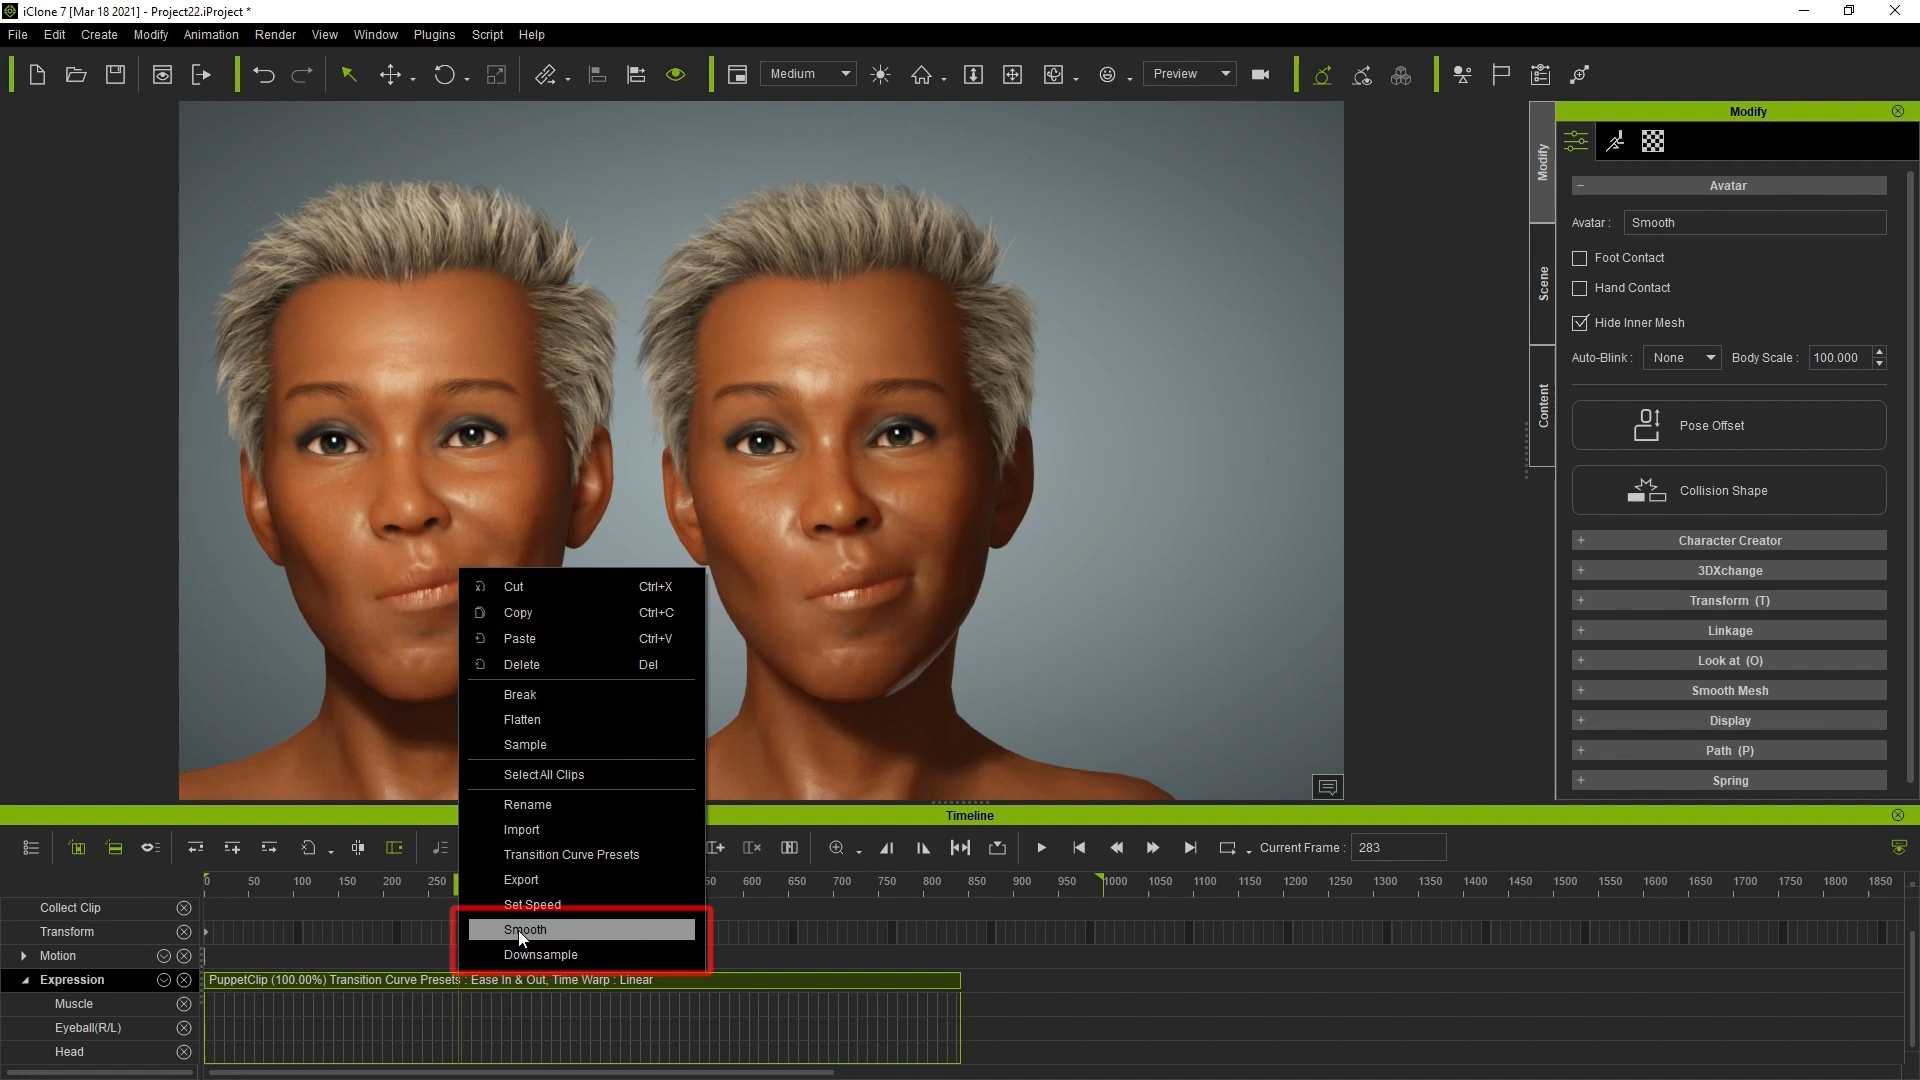 iClone 7 [Mar 18 2021] - Project22.iProject *
File Edit Create Modify Animation Render View Window Plugins Script Help
Medium
Preview
Modify
Modify
Scene
Content
Avatar
Avatar : Smooth
Foot Contact
Hand Contact
Hide Inner Mesh
Auto-Blink : None Body Scale : 100.000
Pose Offset
Collision Shape
+ Character Creator
+ 3DXchange
+ Transform (T)
+ Linkage
+ Look at (O)
+ Smooth Mesh
+ Display
+ Path (P)
+ Spring
Cut Ctrl+X
Copy Ctrl+C
Paste Ctrl+V
Delete Del
Break
Flatten
Sample
Select All Clips
Rename
Import
Transition Curve Presets
Export
Set Speed
Smooth
Downsample
Timeline
Current Frame : 283
0 50 100 150 200 250 50 600 650 700 750 800 850 900 950 1000 1050 1100 1150 1200 1250 1300 1350 1400 1450 1500 1550 1600 1650 1700 1750 1800 1850
Collect Clip
Transform
Motion
Expression
PuppetClip (100.00%) Transition Curve Presets : Ease In & Out, Time Warp : Linear
Muscle
Eyeball(R/L)
Head